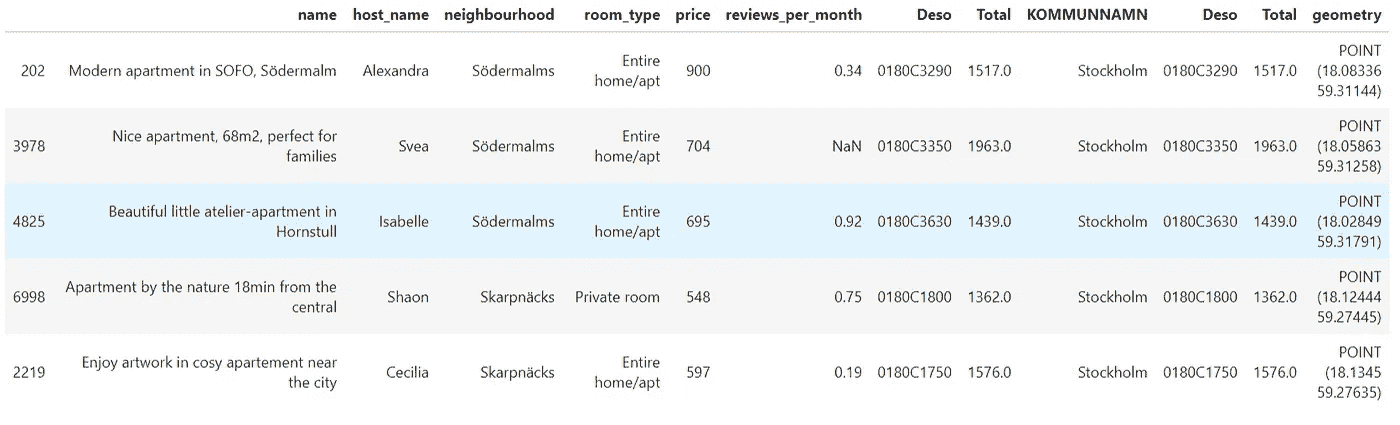 name host_name neighbourhood room_type price reviews_per_month Deso Total KOMMUNNAMN Deso Total geometry
202 Modern apartment in SOFO, Södermalm Alexandra Södermalms Entire home/apt 900 0.34 0180C3290 1517.0 Stockholm 0180C3290 1517.0 POINT (18.08336 59.31144)
3978 Nice apartment, 68m2, perfect for families Svea Södermalms Entire home/apt 704 NaN 0180C3350 1963.0 Stockholm 0180C3350 1963.0 POINT (18.05863 59.31258)
4825 Beautiful little atelier-apartment in Hornstull Isabelle Södermalms Entire home/apt 695 0.92 0180C3630 1439.0 Stockholm 0180C3630 1439.0 POINT (18.02849 59.31791)
6998 Apartment by the nature 18min from the central Shaon Skarpnäcks Private room 548 0.75 0180C1800 1362.0 Stockholm 0180C1800 1362.0 POINT (18.12444 59.27445)
2219 Enjoy artwork in cosy apartement near the city Cecilia Skarpnäcks Entire home/apt 597 0.19 0180C1750 1576.0 Stockholm 0180C1750 1576.0 POINT (18.1345 59.27635)